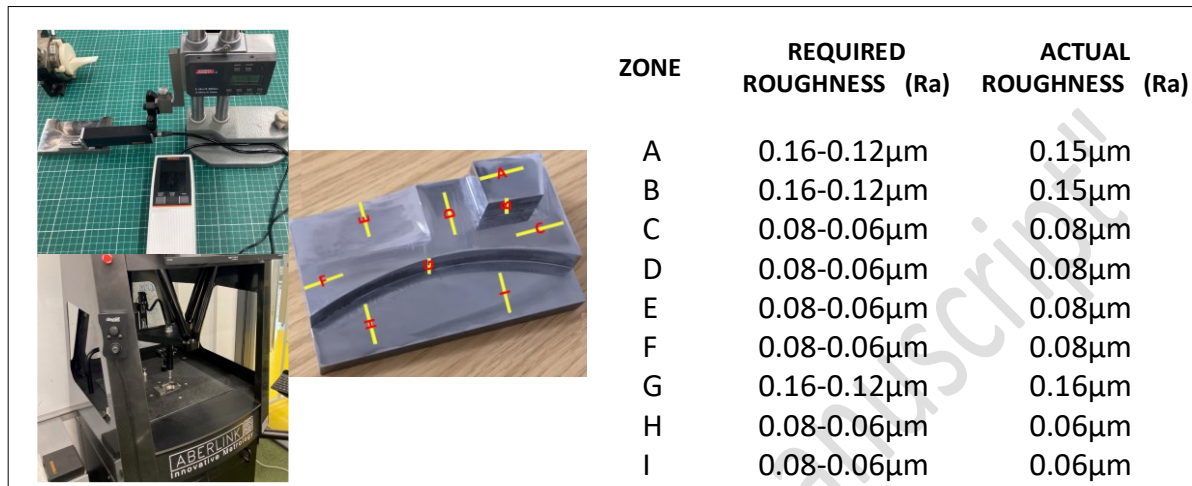 ABERLINK
Innovative Metrology
A
B
C
D
E
F
G
H
I
ZONE REQUIRED ROUGHNESS (Ra) ACTUAL ROUGHNESS (Ra)
A 0.16-0.12µm 0.15µm
B 0.16-0.12µm 0.15µm
C 0.08-0.06µm 0.08µm
D 0.08-0.06µm 0.08µm
E 0.08-0.06µm 0.08µm
F 0.08-0.06µm 0.08µm
G 0.16-0.12µm 0.16µm
H 0.08-0.06µm 0.06µm
I 0.08-0.06µm 0.06µm
anuscript"